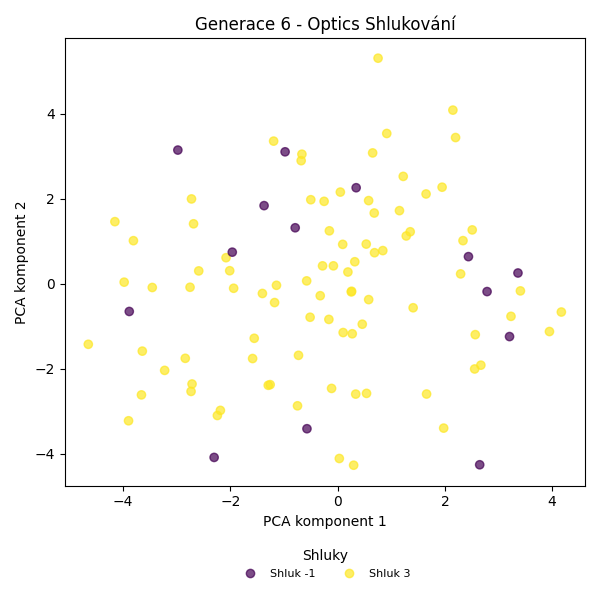 Generace 6 - Optics Shlukování
PCA komponent 2
4
2
0
−2
−4
−4
−2
0
2
4
PCA komponent 1
Shluky
Shluk -1
Shluk 3